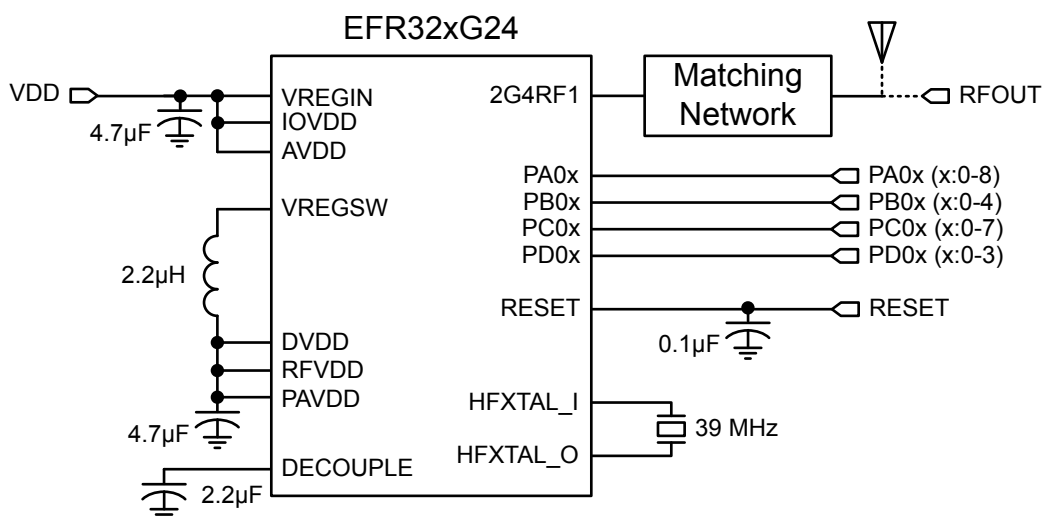 EFR32xG24
VDD
4.7µF
VREGIN
IOVDD
AVDD
VREGSW
2.2µH
DVDD
RFVDD
PAVDD
4.7µF
DECOUPLE
2.2µF
2G4RF1
Matching
Network
RFOUT
PA0x
PA0x (x:0-8)
PB0x
PB0x (x:0-4)
PC0x
PC0x (x:0-7)
PD0x
PD0x (x:0-3)
RESET
RESET
0.1µF
HFXTAL_I
39 MHz
HFXTAL_O